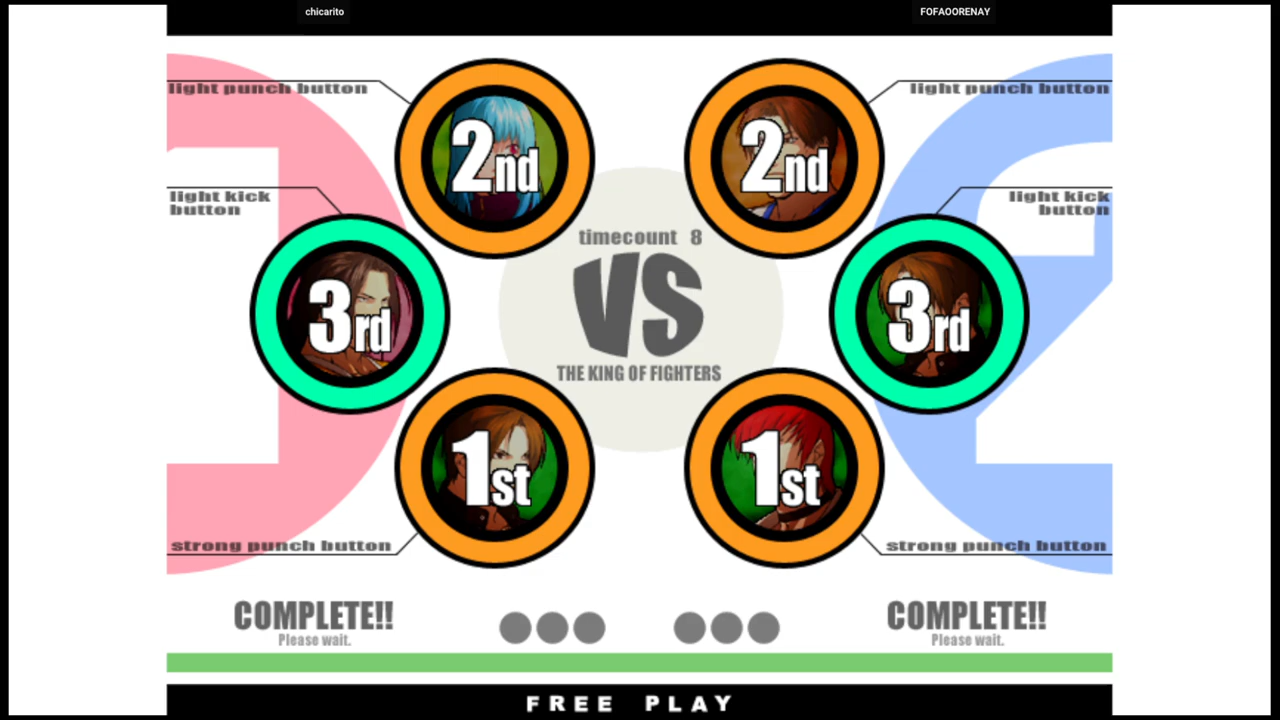 chicarito
FOFAOORENAY
light punch button
light punch button
2nd
2nd
light kick
button
light kick
button
timecount 8
VS
THE KING OF FIGHTERS
3rd
3rd
1st
1st
strong punch button
strong punch button
COMPLETE!!
Please wait.
COMPLETE!!
Please wait.
FREE PLAY